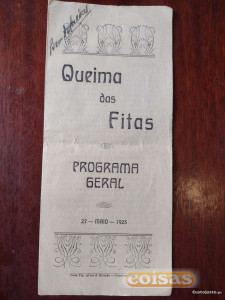 Queima
das
Fitas
PROGRAMA
GERAL
27 — MAIO — 1925
coisas